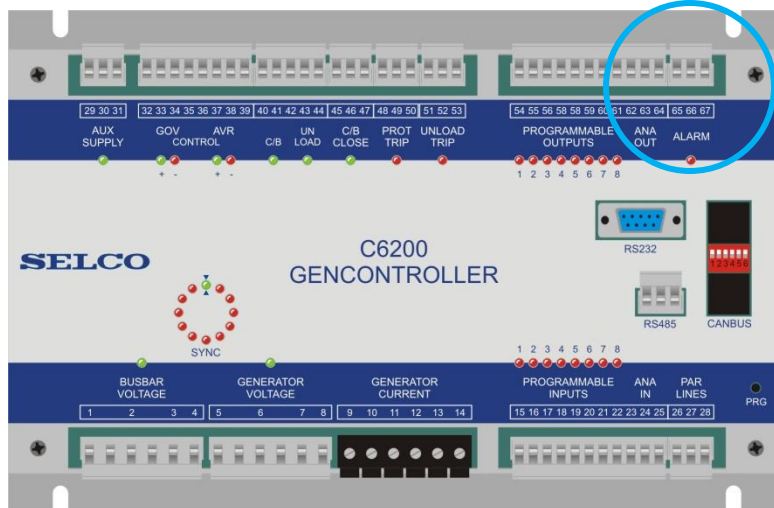 29 30 31 32 33 34 35 36 37 38 39 40 41 42 43 44 45 46 47 48 49 50 51 52 53 54 55 56 58 58 59 60 61 62 63 64 65 66 67
AUX SUPPLY
GOV AVR CONTROL
C/B
UN LOAD
C/B CLOSE
PROT TRIP
UNLOAD TRIP
PROGRAMMABLE OUTPUTS
ANA OUT
ALARM
+ - + -
1 2 3 4 5 6 7 8
RS232
SELCO
C6200
GENCONTROLLER
1 2 3 4 5 6
RS485
CANBUS
SYNC
1 2 3 4 5 6 7 8
BUSBAR VOLTAGE
GENERATOR VOLTAGE
GENERATOR CURRENT
PROGRAMMABLE INPUTS
ANA IN
PAR LINES
PRG
1 2 3 4 5 6 7 8 9 10 11 12 13 14 15 16 17 18 19 20 21 22 23 24 25 26 27 28